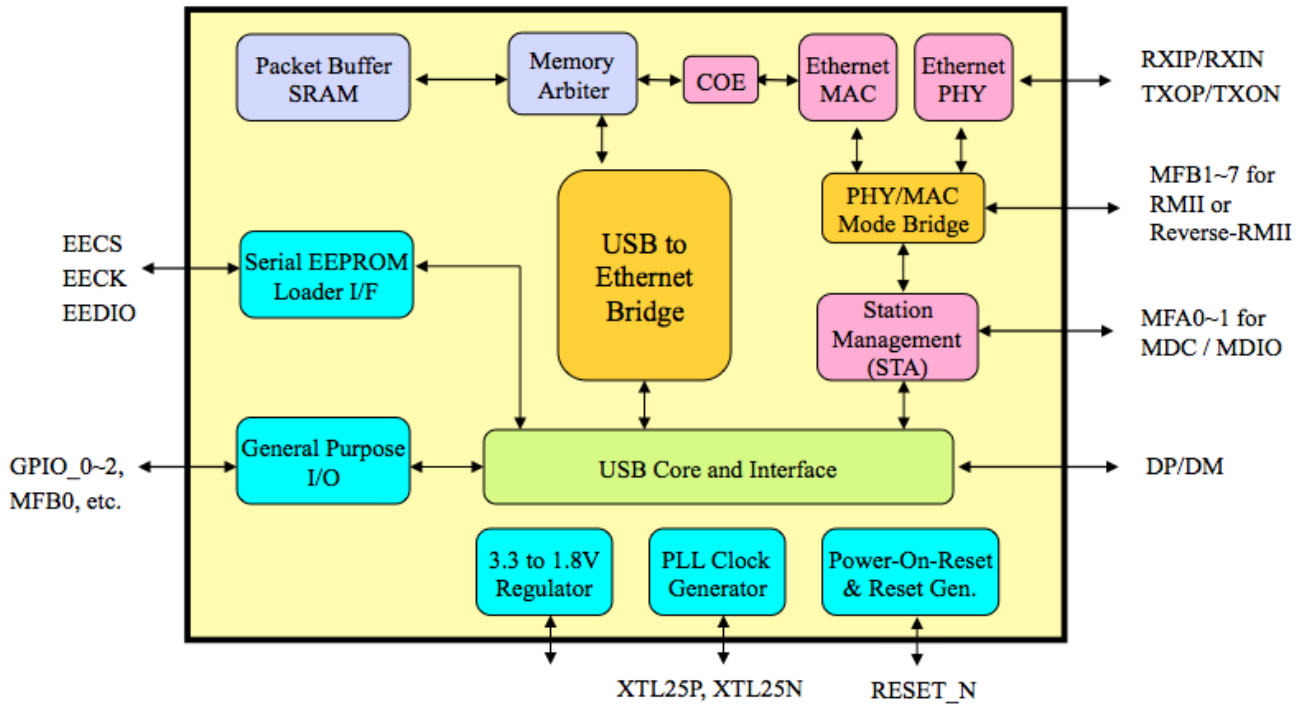 Packet Buffer
SRAM
Memory
Arbiter
COE
Ethernet
MAC
Ethernet
PHY
RXIP/RXIN
TXOP/TXON
PHY/MAC
Mode Bridge
MFB1~7 for
RMII or
Reverse-RMII
EECS
EECK
EEDIO
Serial EEPROM
Loader I/F
USB to
Ethernet
Bridge
Station
Management
(STA)
MFA0~1 for
MDC / MDIO
GPIO_0~2,
MFB0, etc.
General Purpose
I/O
USB Core and Interface
DP/DM
3.3 to 1.8V
Regulator
PLL Clock
Generator
Power-On-Reset
& Reset Gen.
XTL25P, XTL25N
RESET_N